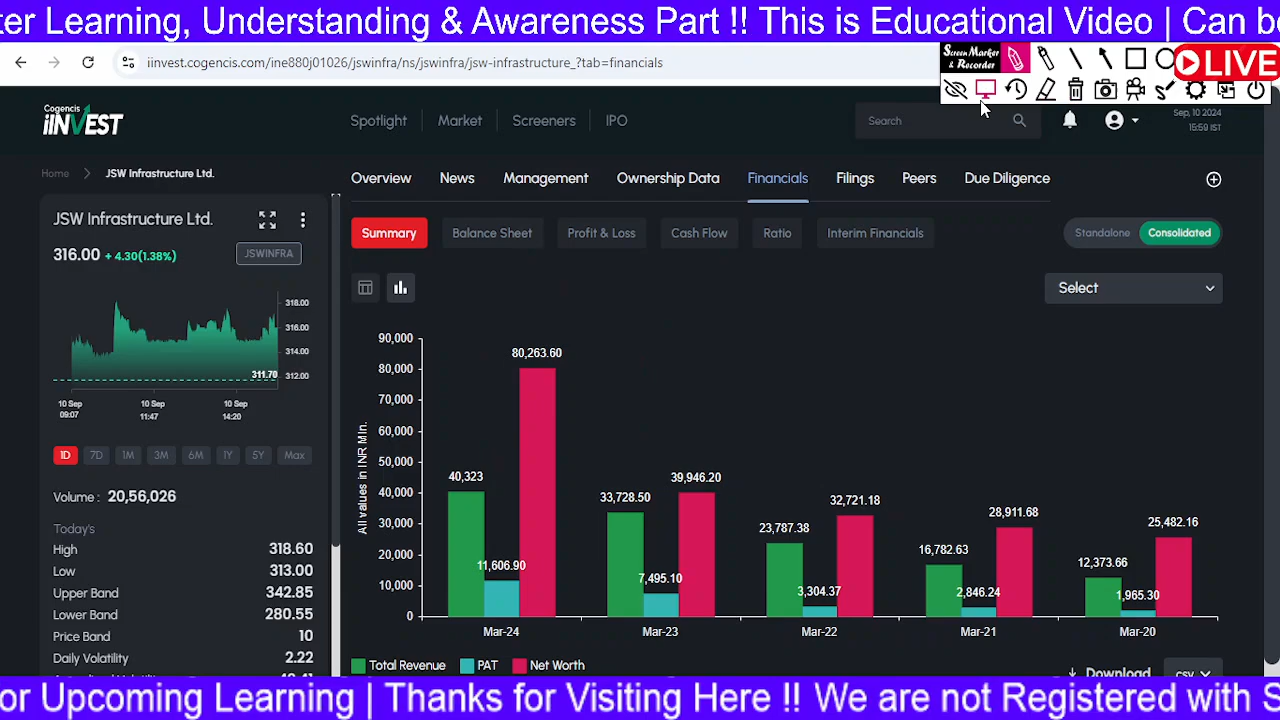 ter Learning, Understanding & Awareness Part !! This is Educational Video | Can be
iinvest.cogencis.c
0j01026/jswinfra/ns/jswinfra/jsw-infrastructure_?tab=financials
Screen Marker
& Recorder
LIVE
Cogencis
iINVEST
Spotlight
Market
Screeners
IPO
Search
Sep, 10 2024
15:59 IST
Home
JSW Infrastructure Ltd.
Overview
News
Management
Ownership Data
Financials
Filings
Peers
Due Diligence
JSW Infrastructure Ltd.
316.00 + 4.30(1.38%)
JSWINFRA
318.00
316.00
314.00
312.00
311.70
10 Sep
09:07
10 Sep
11:47
10 Sep
14:20
1D
7D
1M
3M
6M
1Y
5Y
Max
Volume : 20,56,026
Today's
High 318.60
Low 313.00
Upper Band 342.85
Lower Band 280.55
Price Band 10
Daily Volatility 2.22
Summary
Balance Sheet
Profit & Loss
Cash Flow
Ratio
Interim Financials
Standalone
Consolidated
Select
All values in INR Mln.
90,000
80,000
70,000
60,000
50,000
40,000
30,000
20,000
10,000
0
40,323
11,606.90
80,263.60
33,728.50
7,495.10
39,946.20
23,787.38
3,304.37
32,721.18
16,782.63
2,846.24
28,911.68
12,373.66
1,965.30
25,482.16
Mar-24
Mar-23
Mar-22
Mar-21
Mar-20
Total Revenue
PAT
Net Worth
Download
csv
or Upcoming Learning | Thanks for Visiting Here !! We are not Registered with S